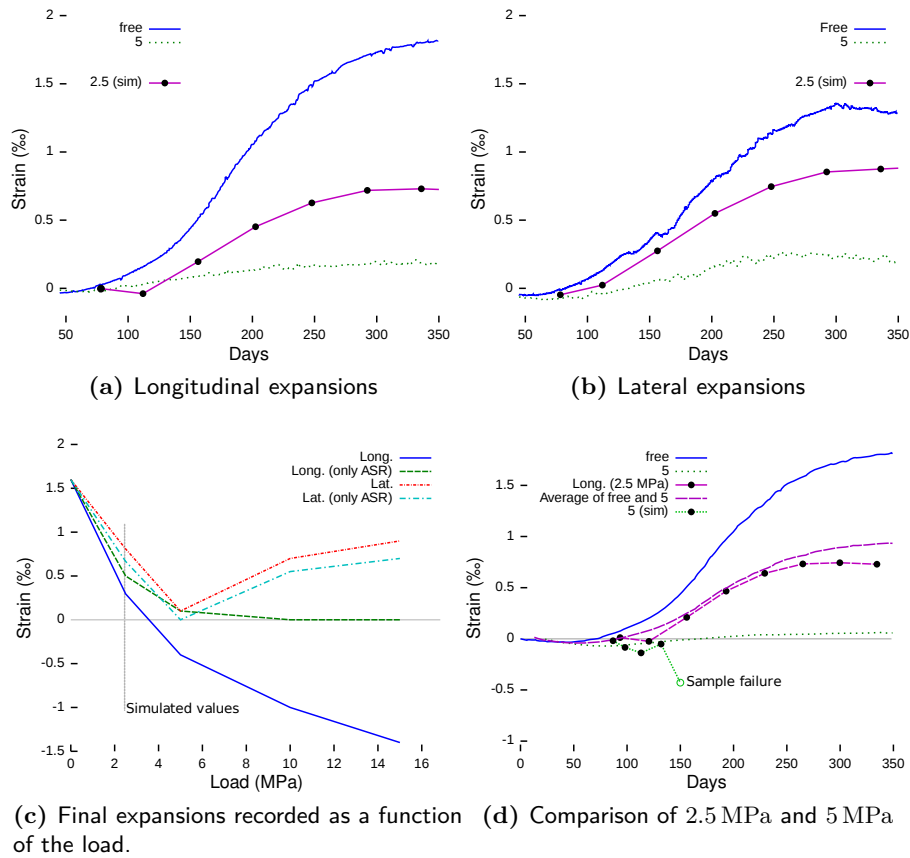 2
1.5
1
0.5
0
50 100 150 200 250 300 350
Strain (‰)
Days
free
5
2.5 (sim)
(a) Longitudinal expansions
2
1.5
1
0.5
0
50 100 150 200 250 300 350
Strain (‰)
Days
Free
5
2.5 (sim)
(b) Lateral expansions
2
1.5
1
0.5
0
-0.5
-1
-1.5
0 2 4 6 8 10 12 14 16
Strain (‰)
Load (MPa)
Long.
Long. (only ASR)
Lat.
Lat. (only ASR)
Simulated values
(c) Final expansions recorded as a function
of the load.
2
1.5
1
0.5
0
-0.5
-1
0 50 100 150 200 250 300 350
Strain (‰)
Days
free
5
Long. (2.5 MPa)
Average of free and 5
5 (sim)
Sample failure
(d) Comparison of 2.5 MPa and 5 MPa